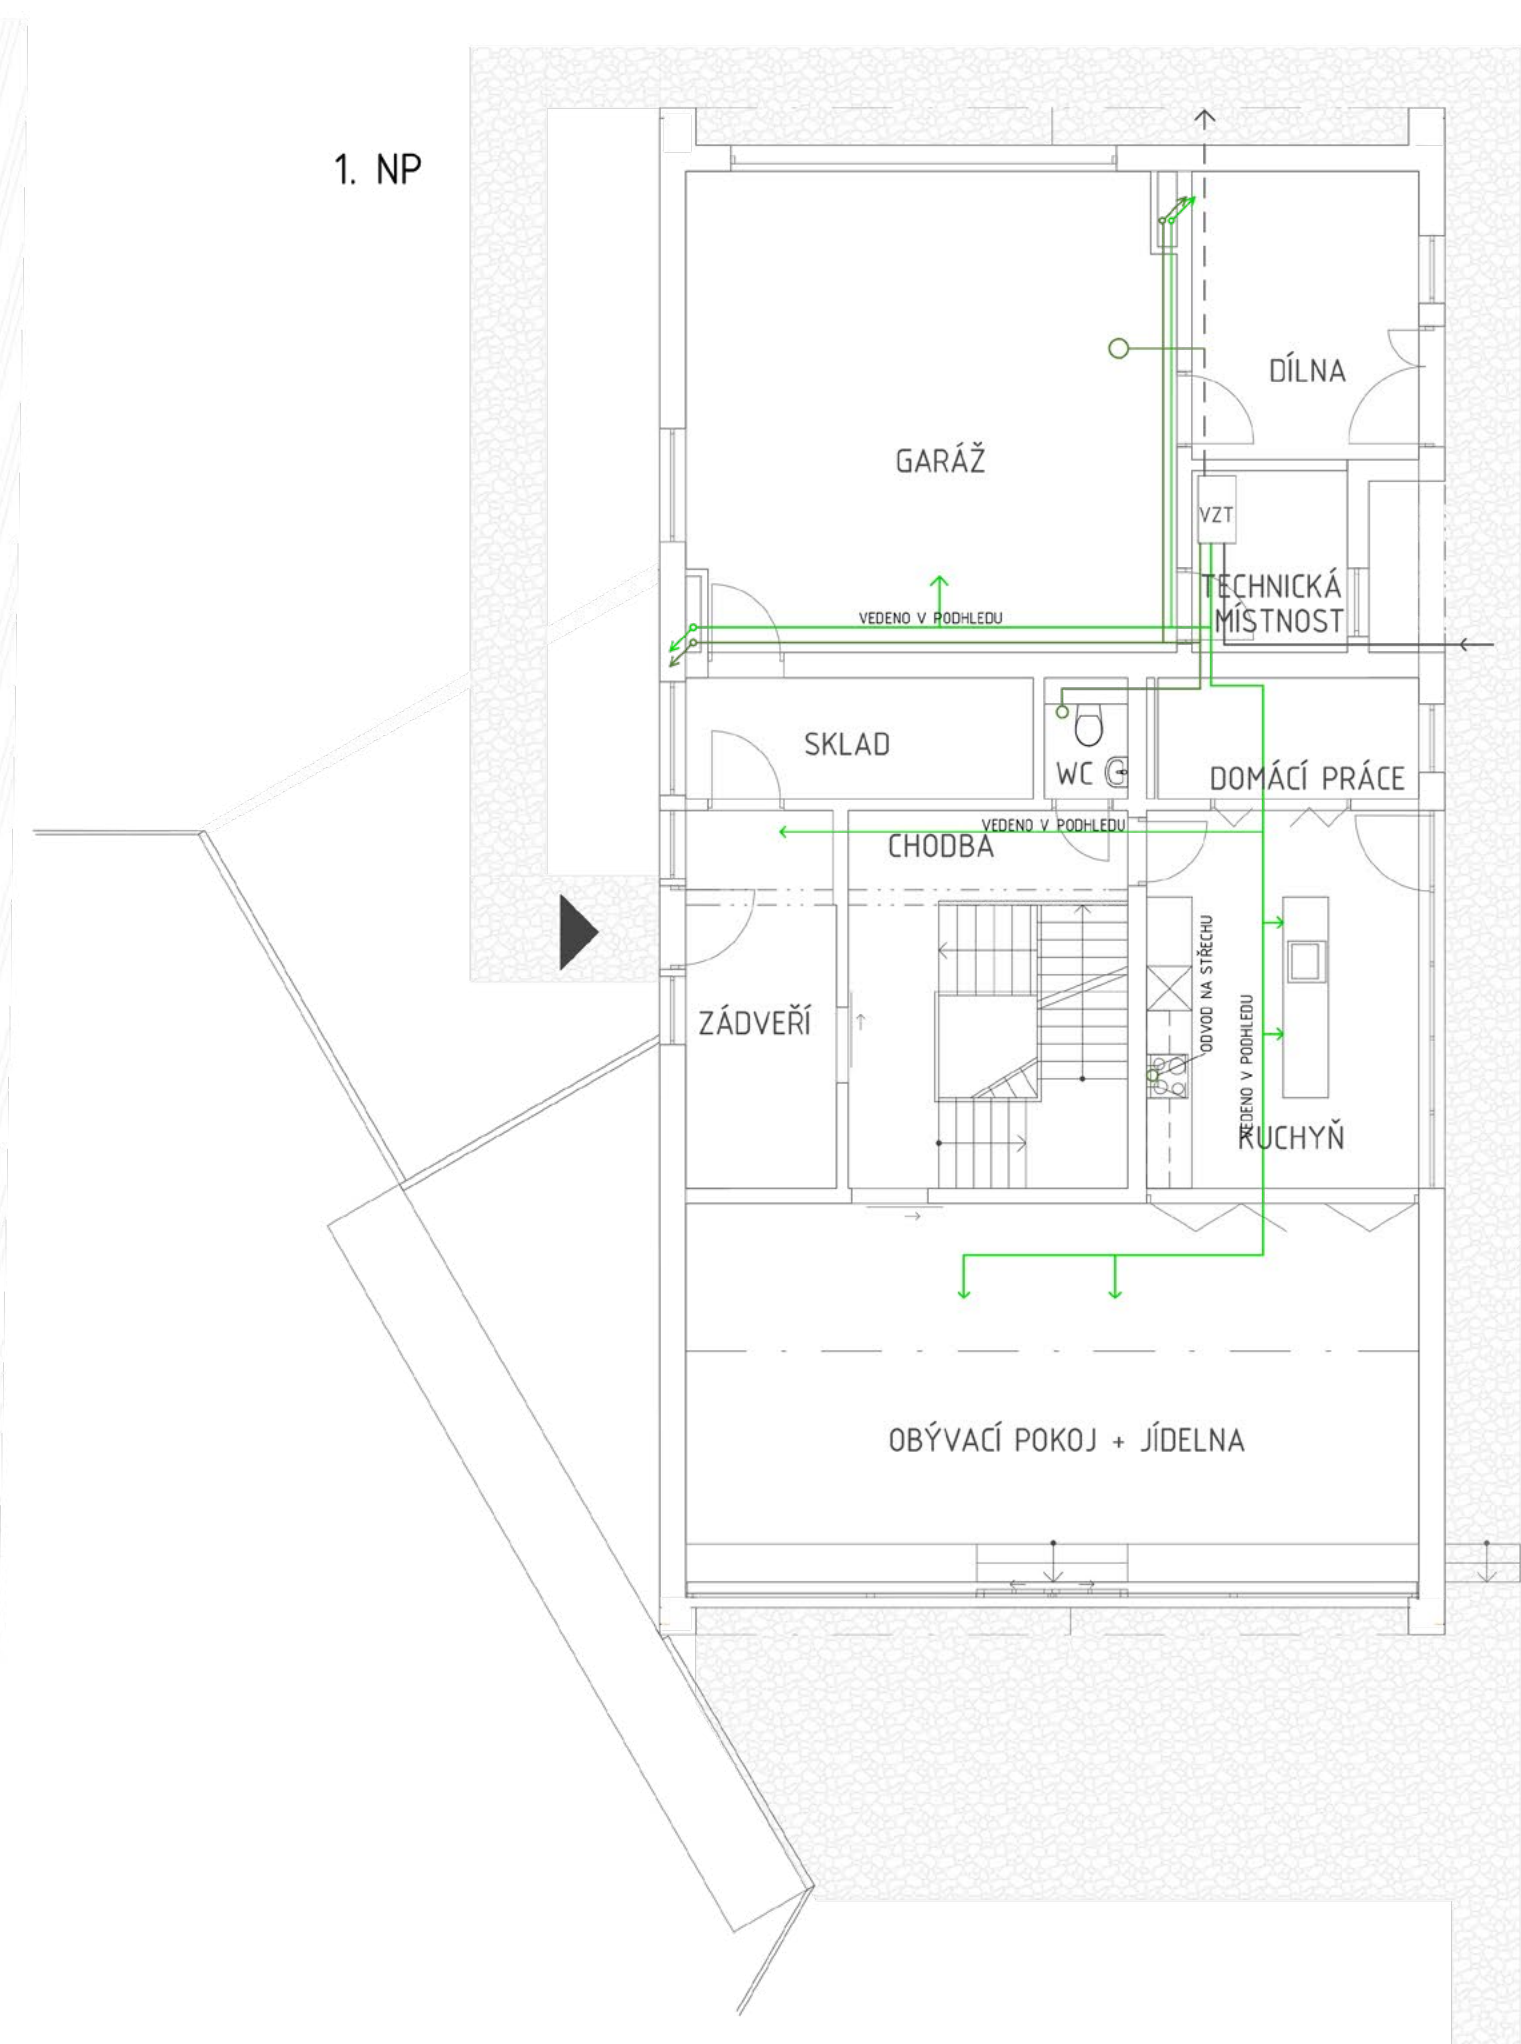 1. NP
DÍLNA
GARÁŽ
VZT
TECHNICKÁ
MÍSTNOST
VEDENO V PODHLEDU
SKLAD
WC
DOMÁCÍ PRÁCE
VEDENO V PODHLEDU
CHODBA
ZÁDVEŘÍ
ODVOD NA STŘECHU
VEDENO V PODHLEDU
KUCHYŇ
OBÝVACÍ POKOJ + JÍDELNA